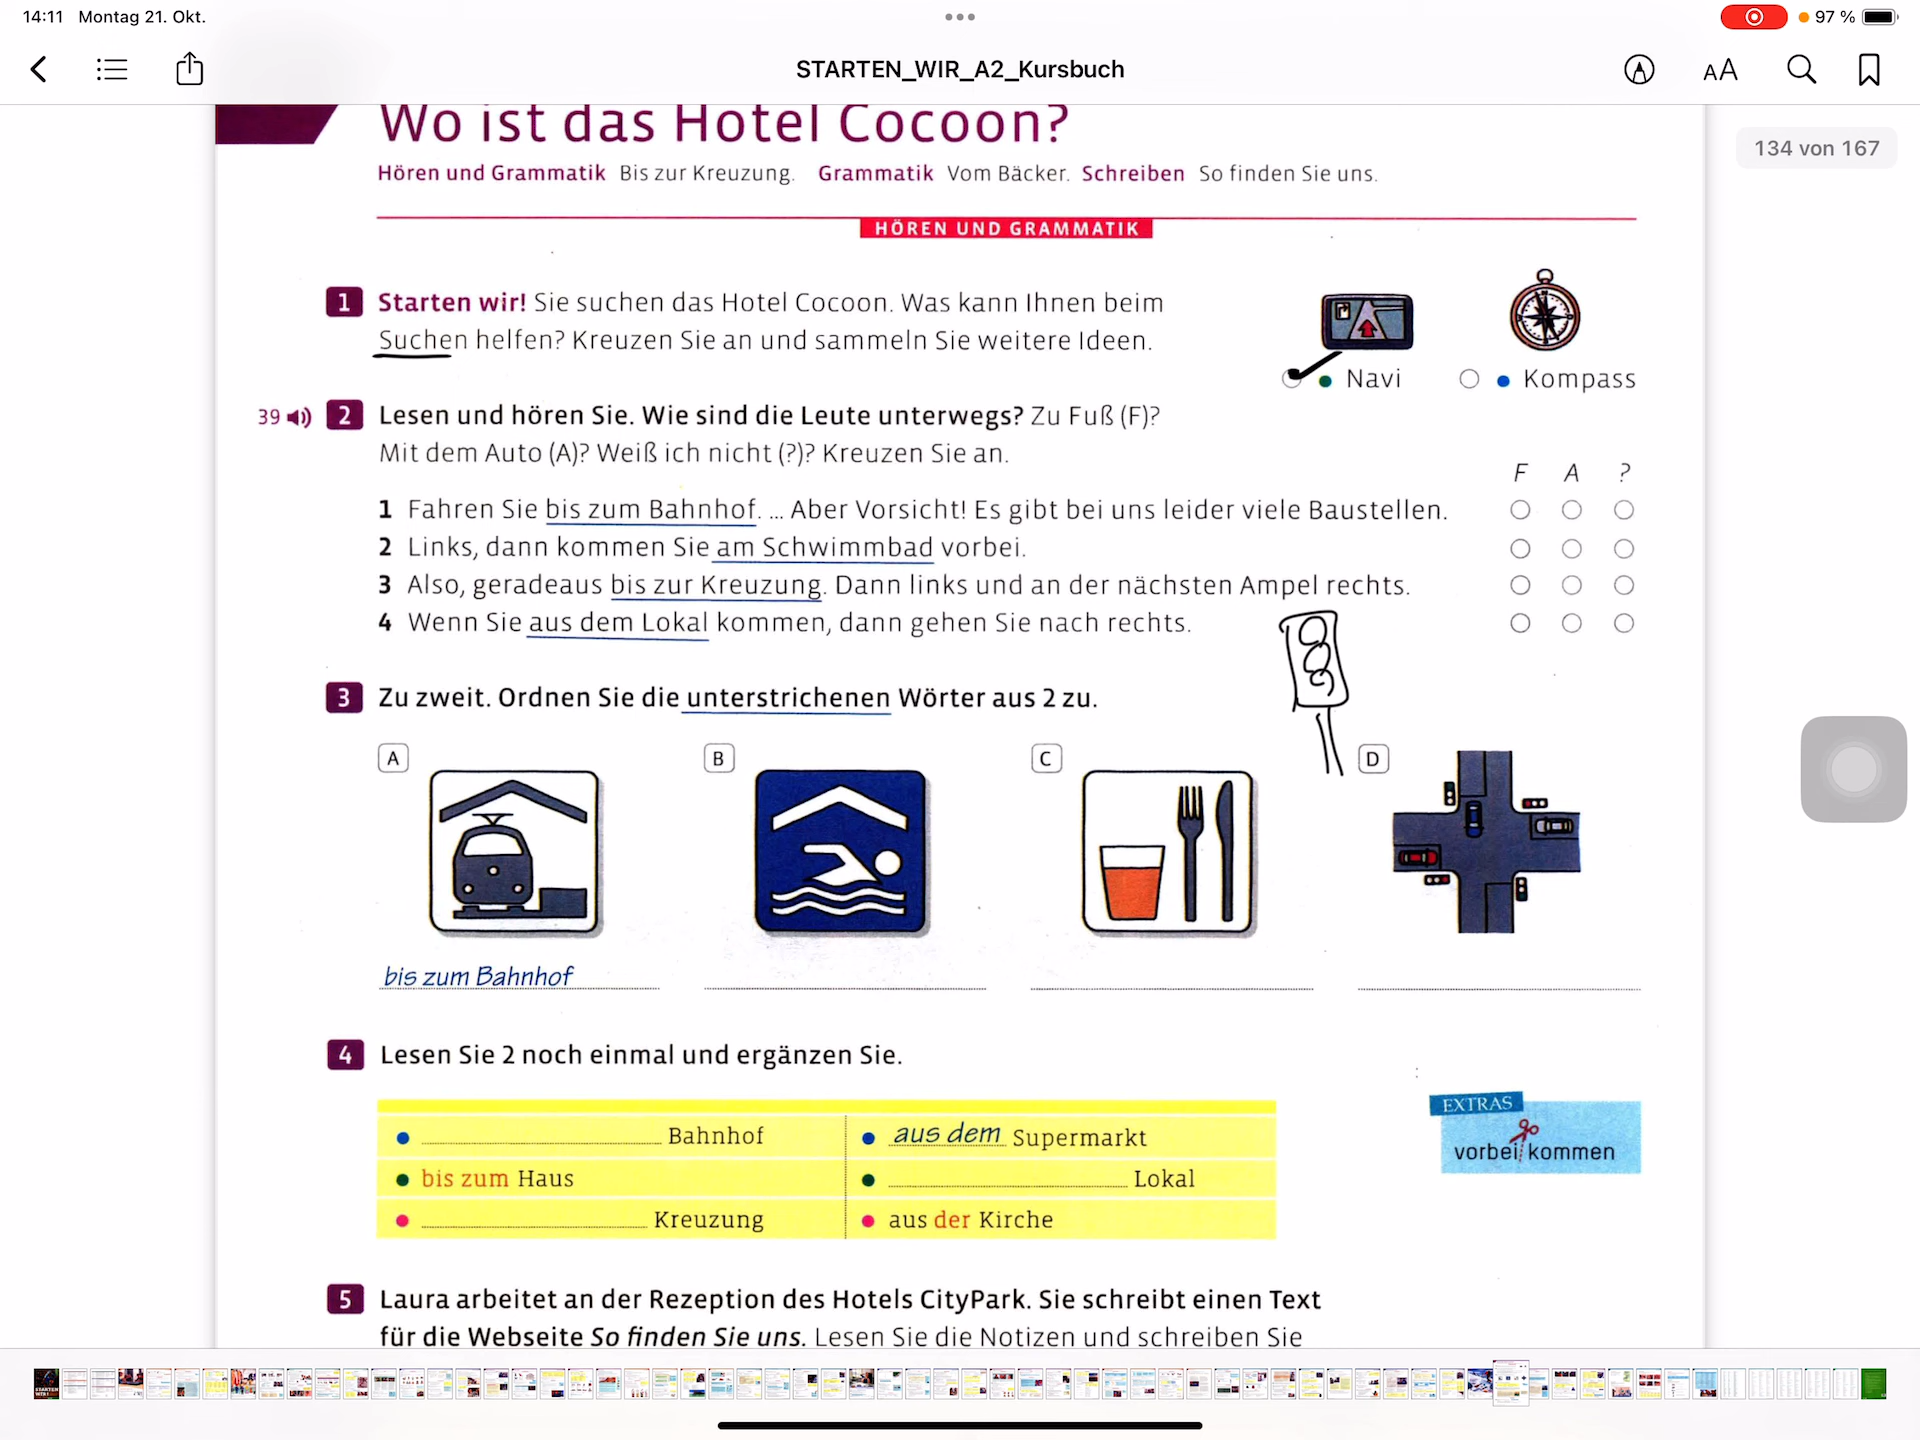 14:11 Montag 21. Okt.
97 %
STARTEN_WIR_A2_Kursbuch
AA
134 von 167
Wo ist das Hotel Cocoon?
Hören und Grammatik Bis zur Kreuzung. Grammatik Vom Bäcker. Schreiben So finden Sie uns.
HÖREN UND GRAMMATIK
1 Starten wir! Sie suchen das Hotel Cocoon. Was kann Ihnen beim
Suchen helfen? Kreuzen Sie an und sammeln Sie weitere Ideen.
Navi Kompass
39 2 Lesen und hören Sie. Wie sind die Leute unterwegs? Zu Fuß (F)?
Mit dem Auto (A)? Weiß ich nicht (?)? Kreuzen Sie an.
F A ?
1 Fahren Sie bis zum Bahnhof. ... Aber Vorsicht! Es gibt bei uns leider viele Baustellen.
2 Links, dann kommen Sie am Schwimmbad vorbei.
3 Also, geradeaus bis zur Kreuzung. Dann links und an der nächsten Ampel rechts.
4 Wenn Sie aus dem Lokal kommen, dann gehen Sie nach rechts.
3 Zu zweit. Ordnen Sie die unterstrichenen Wörter aus 2 zu.
A B C D
bis zum Bahnhof
4 Lesen Sie 2 noch einmal und ergänzen Sie.
Bahnhof aus dem Supermarkt
bis zum Haus Lokal
Kreuzung aus der Kirche
EXTRAS
vorbei kommen
5 Laura arbeitet an der Rezeption des Hotels CityPark. Sie schreibt einen Text
für die Webseite So finden Sie uns. Lesen Sie die Notizen und schreiben Sie